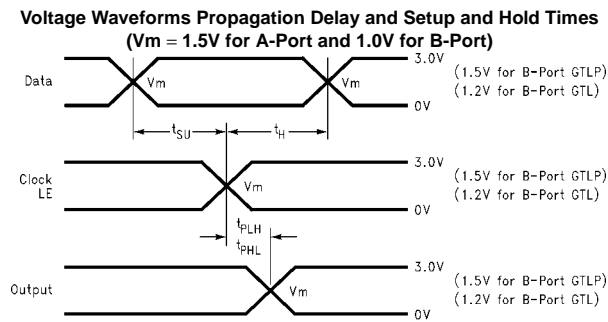 Voltage Waveforms Propagation Delay and Setup and Hold Times
(Vm = 1.5V for A-Port and 1.0V for B-Port)
Data
Vm
Vm
3.0V
(1.5V for B-Port GTLP)
(1.2V for B-Port GTL)
0V
tSU
tH
Clock
LE
Vm
3.0V
(1.5V for B-Port GTLP)
(1.2V for B-Port GTL)
0V
tPLH
tPHL
Output
Vm
3.0V
(1.5V for B-Port GTLP)
(1.2V for B-Port GTL)
0V